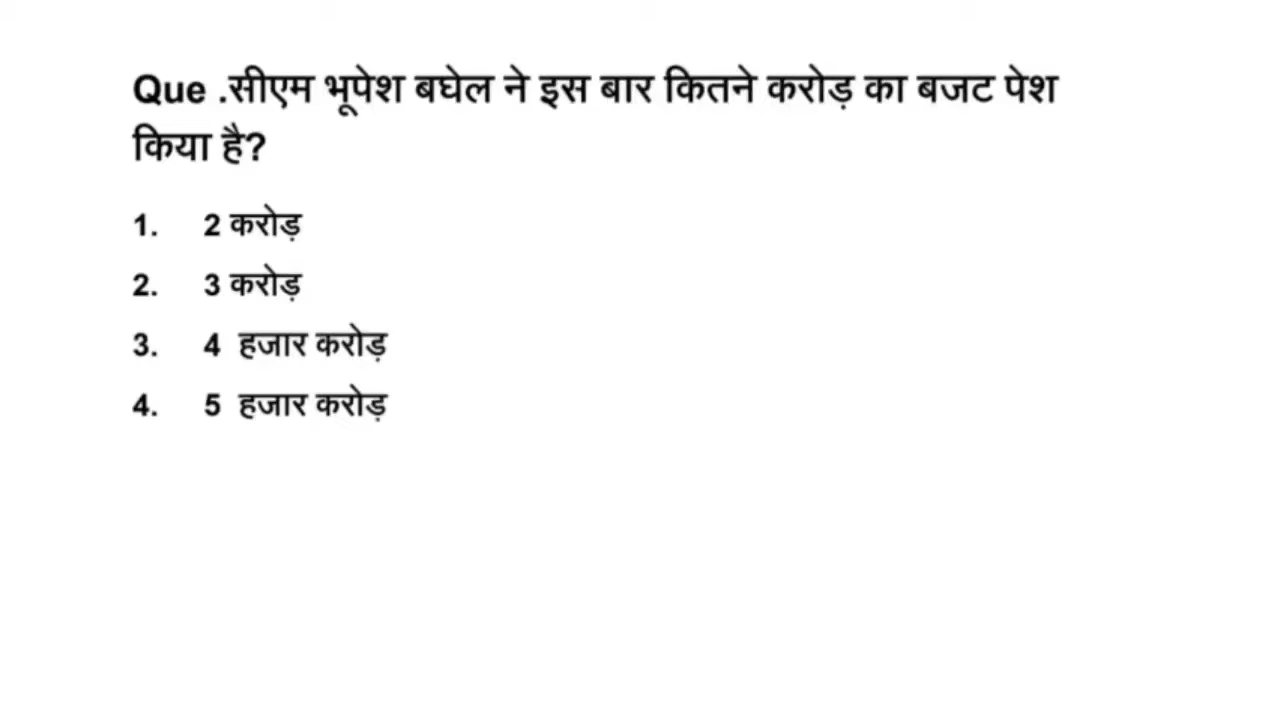 Que .सीएम भूपेश बघेल ने इस बार कितने करोड़ का बजट पेश
किया है?
1. 2 करोड़
2. 3 करोड़
3. 4 हजार करोड़
4. 5 हजार करोड़